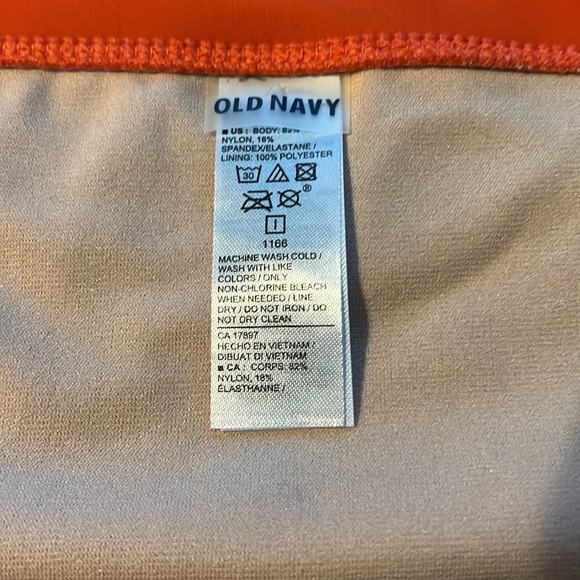 OLD NAVY
■ US : BODY: 82%
NYLON, 18%
SPANDEX/ELASTANE /
LINING: 100% POLYESTER
30
®
I
1166
MACHINE WASH COLD /
WASH WITH LIKE
COLORS / ONLY
NON-CHLORINE BLEACH
WHEN NEEDED / LINE
DRY / DO NOT IRON / DO
NOT DRY CLEAN
CA 17897
HECHO EN VIETNAM /
DIBUAT DI VIETNAM
■ CA : CORPS: 82%
NYLON, 18%
ÉLASTHANNE /